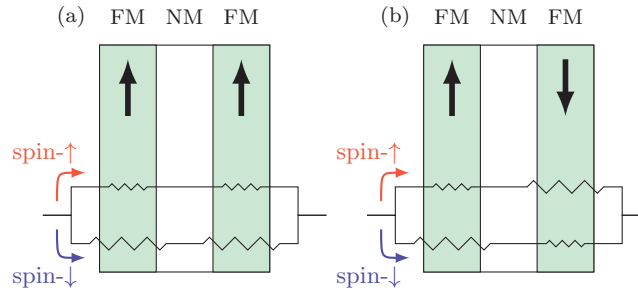 (a) FM NM FM
spin-↑
spin-↓
(b) FM NM FM
spin-↑
spin-↓